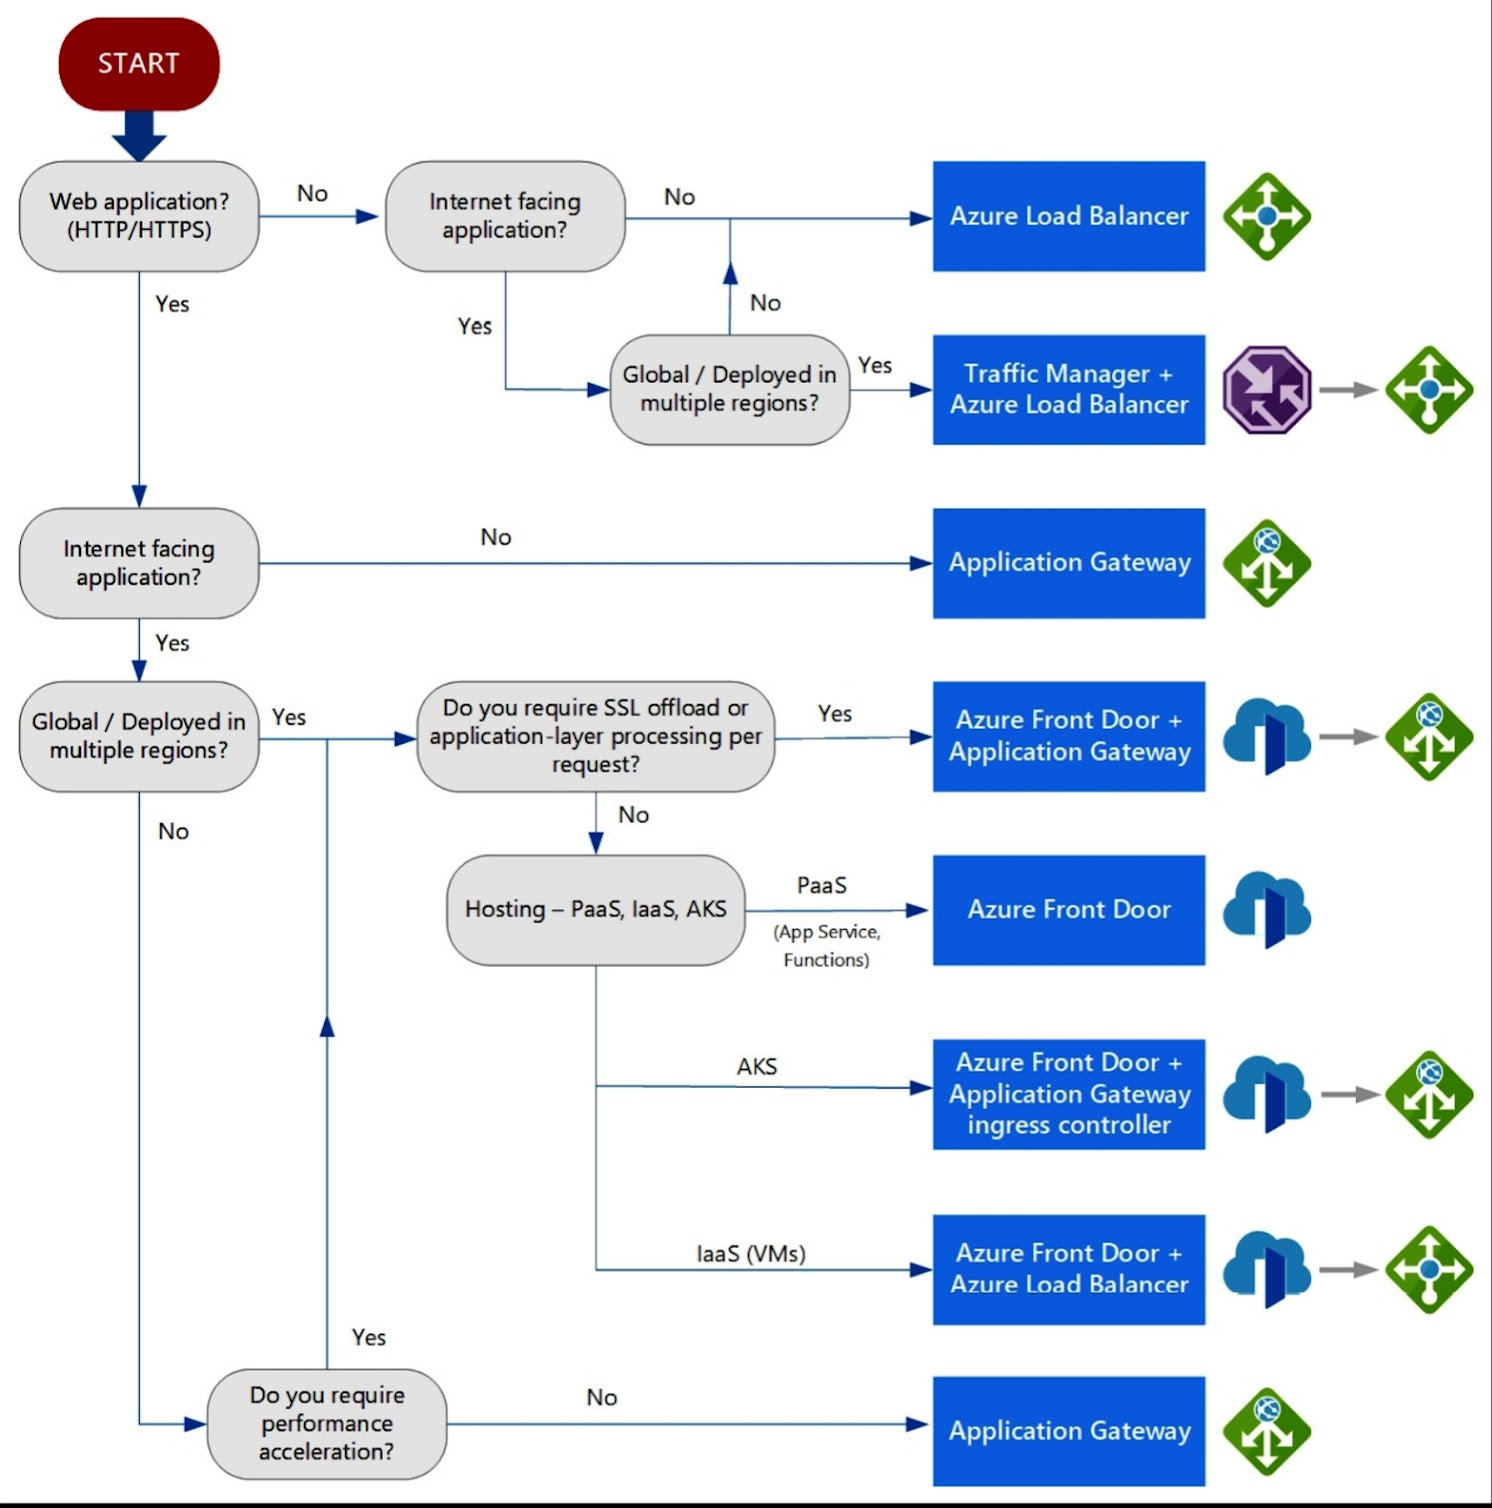 START
Web application?
(HTTP/HTTPS)
No
Internet facing
application?
No
Azure Load Balancer
Yes
Yes
No
Global / Deployed in
multiple regions?
Yes
Traffic Manager +
Azure Load Balancer
Internet facing
application?
No
Application Gateway
Yes
Global / Deployed in
multiple regions?
Yes
Do you require SSL offload or
application-layer processing per
request?
Yes
Azure Front Door +
Application Gateway
No
No
Hosting – PaaS, IaaS, AKS
PaaS
(App Service,
Functions)
Azure Front Door
AKS
Azure Front Door +
Application Gateway
ingress controller
IaaS (VMs)
Azure Front Door +
Azure Load Balancer
Yes
Do you require
performance
acceleration?
No
Application Gateway